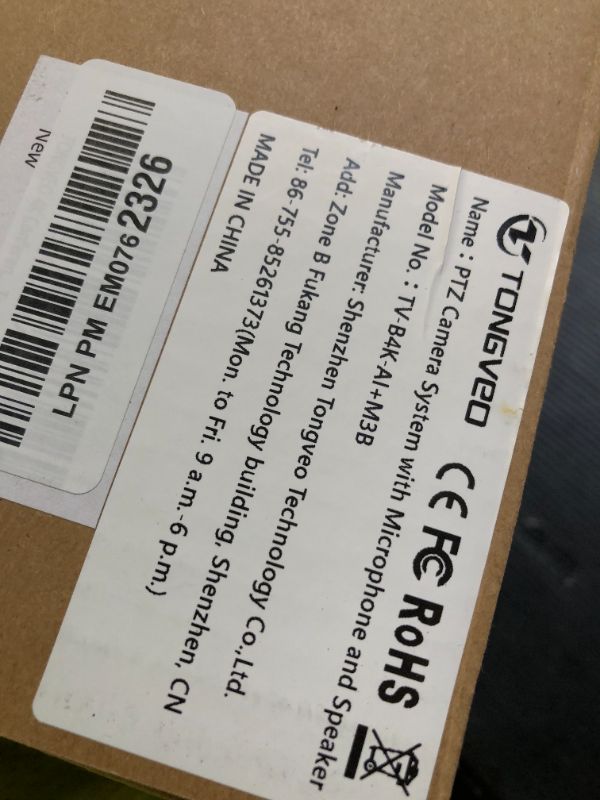 TONGVEO CE FC RoHS
Name : PTZ Camera System with Microphone and Speaker
Model No. : TV-B4K-AI+M3B
Manufacturer: Shenzhen Tongveo Technology Co.,Ltd.
Add: Zone B Fukang Technology building, Shenzhen, CN
Tel: 86-755-85261373(Mon. to Fri. 9 a.m.-6 p.m.)
MADE IN CHINA
LPN PM EM0762326
New